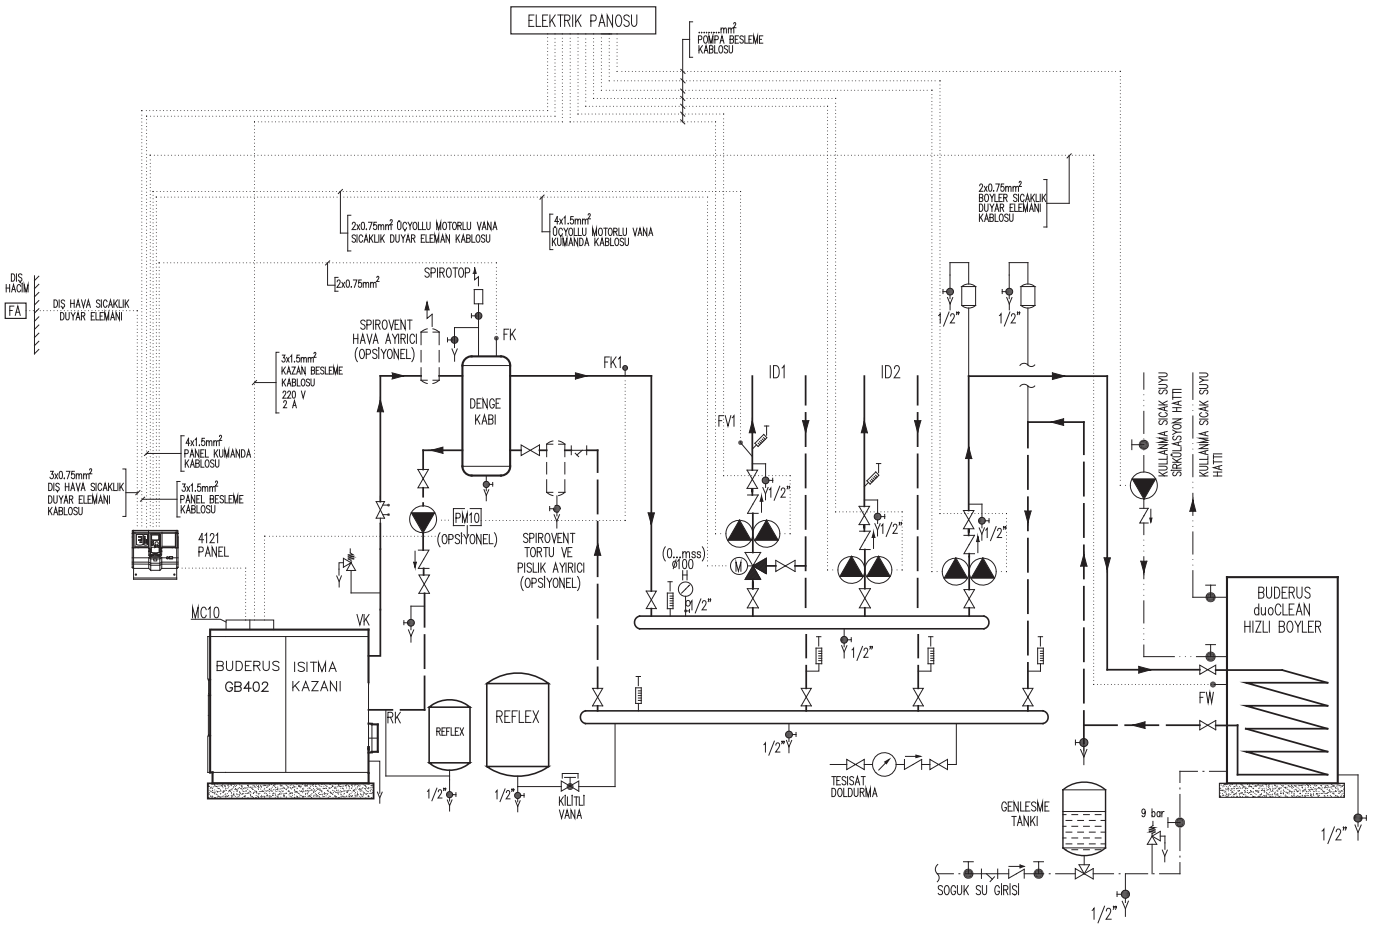 ELEKTRIK PANOSU
.........mm²
POMPA BESLEME
KABLOSU
2x0.75mm²
BOYLER SICAKLIK
DUYAR ELEMANI
KABLOSU
2x0.75mm² ÜÇYOLLU MOTORLU VANA
SICAKLIK DUYAR ELEMAN KABLOSU
4x1.5mm²
ÜÇYOLLU MOTORLU VANA
KUMANDA KABLOSU
DIŞ
HACİM
FA
DIŞ HAVA SICAKLIK
DUYAR ELEMANI
2x0.75mm²
SPIROTOP
SPIROVENT
HAVA AYIRICI
(OPSİYONEL)
FK
FK1
1/2"
1/2"
3x1.5mm²
KAZAN BESLEME
KABLOSU
220 V
2 A
DENGE
KABI
ID1
ID2
FV1
KULLANMA SICAK SUYU
SİRKÜLASYON HATTI
KULLANMA SICAK SUYU
HATTI
4x1.5mm²
PANEL KUMANDA
KABLOSU
3x0.75mm²
DIŞ HAVA SICAKLIK
DUYAR ELEMANI
KABLOSU
3x1.5mm²
PANEL BESLEME
KABLOSU
1/2"
1/2"
1/2"
PM10
(OPSİYONEL)
4121
PANEL
SPIROVENT
TORTU VE
PISLIK AYIRICI
(OPSİYONEL)
(0...mss)
Ø100
M
1/2"
MC10
VK
BUDERUS
GB402
ISITMA
KAZANI
BUDERUS
duoCLEAN
HIZLI BOYLER
1/2"
FW
RK
REFLEX
REFLEX
1/2"
1/2"
1/2"
KİLİTLİ
VANA
TESISAT
DOLDURMA
GENLESME
TANKI
9 bar
1/2"
SOGUK SU GİRİSİ
1/2"